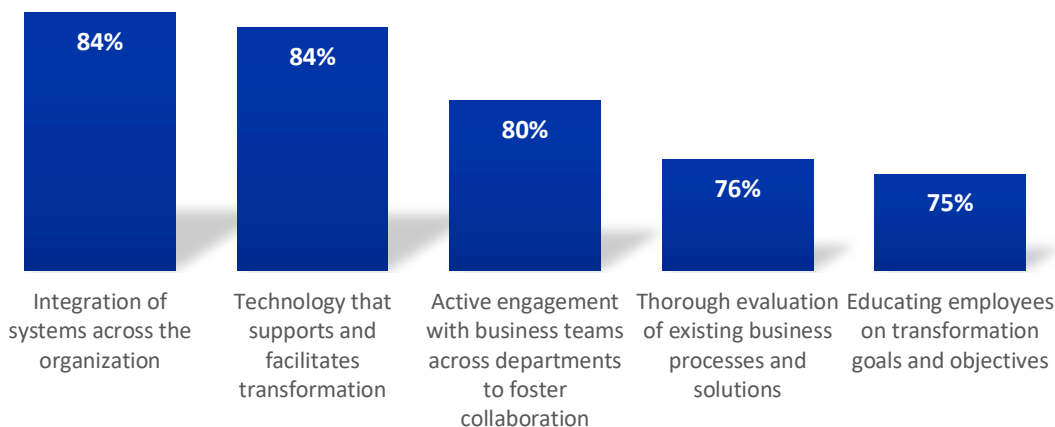 84%
84%
80%
76%
75%
Integration of
systems across the
organization
Technology that
supports and
facilitates
transformation
Active engagement
with business teams
across departments
to foster
collaboration
Thorough evaluation
of existing business
processes and
solutions
Educating employees
on transformation
goals and objectives